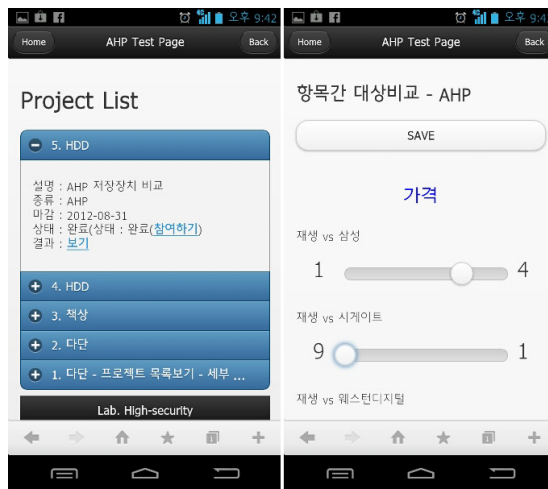 오후 9:42
Home
AHP Test Page
Back
Project List
5. HDD
설명 : AHP 저장장치 비교
종류 : AHP
마감 : 2012-08-31
상태 : 완료(상태 : 완료(참여하기)
결과 : 보기
4. HDD
3. 책상
2. 다단
1. 다단 - 프로젝트 목록보기 - 세부 ...
Lab. High-security
오후 9:4
Home
AHP Test Page
Back
항목간 대상비교 - AHP
SAVE
가격
재생 vs 삼성
1 4
재생 vs 시게이트
9 1
재생 vs 웨스턴디지털